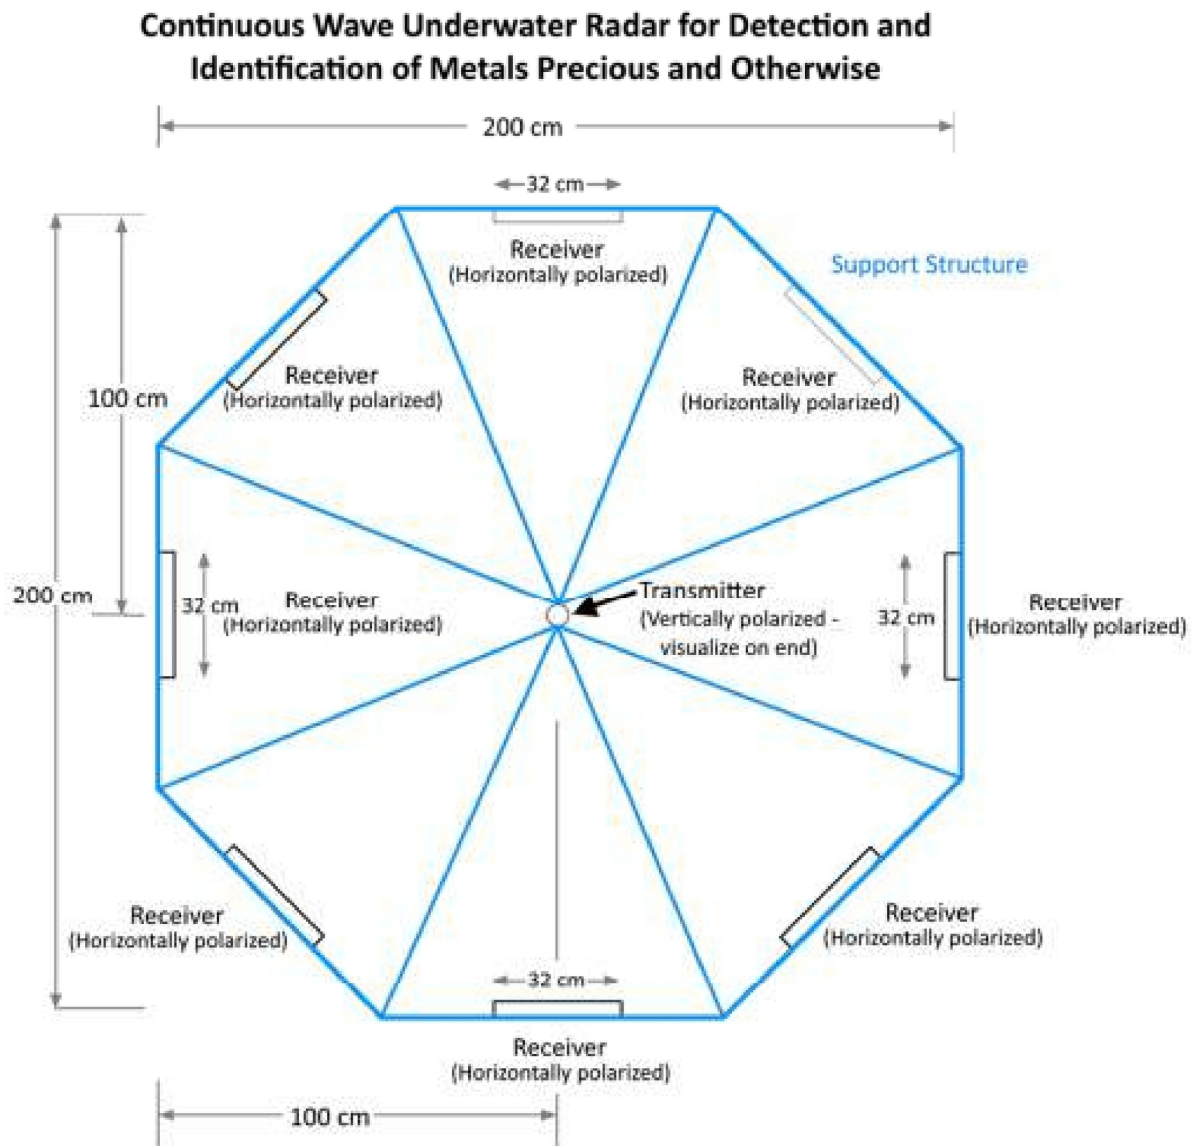 Continuous Wave Underwater Radar for Detection and
Identification of Metals Precious and Otherwise
200 cm
32 cm
Receiver
(Horizontally polarized)
Support Structure
Receiver
(Horizontally polarized)
Receiver
(Horizontally polarized)
100 cm
200 cm
32 cm
Receiver
(Horizontally polarized)
Transmitter
(Vertically polarized -
visualize on end)
32 cm
Receiver
(Horizontally polarized)
Receiver
(Horizontally polarized)
Receiver
(Horizontally polarized)
32 cm
Receiver
(Horizontally polarized)
100 cm